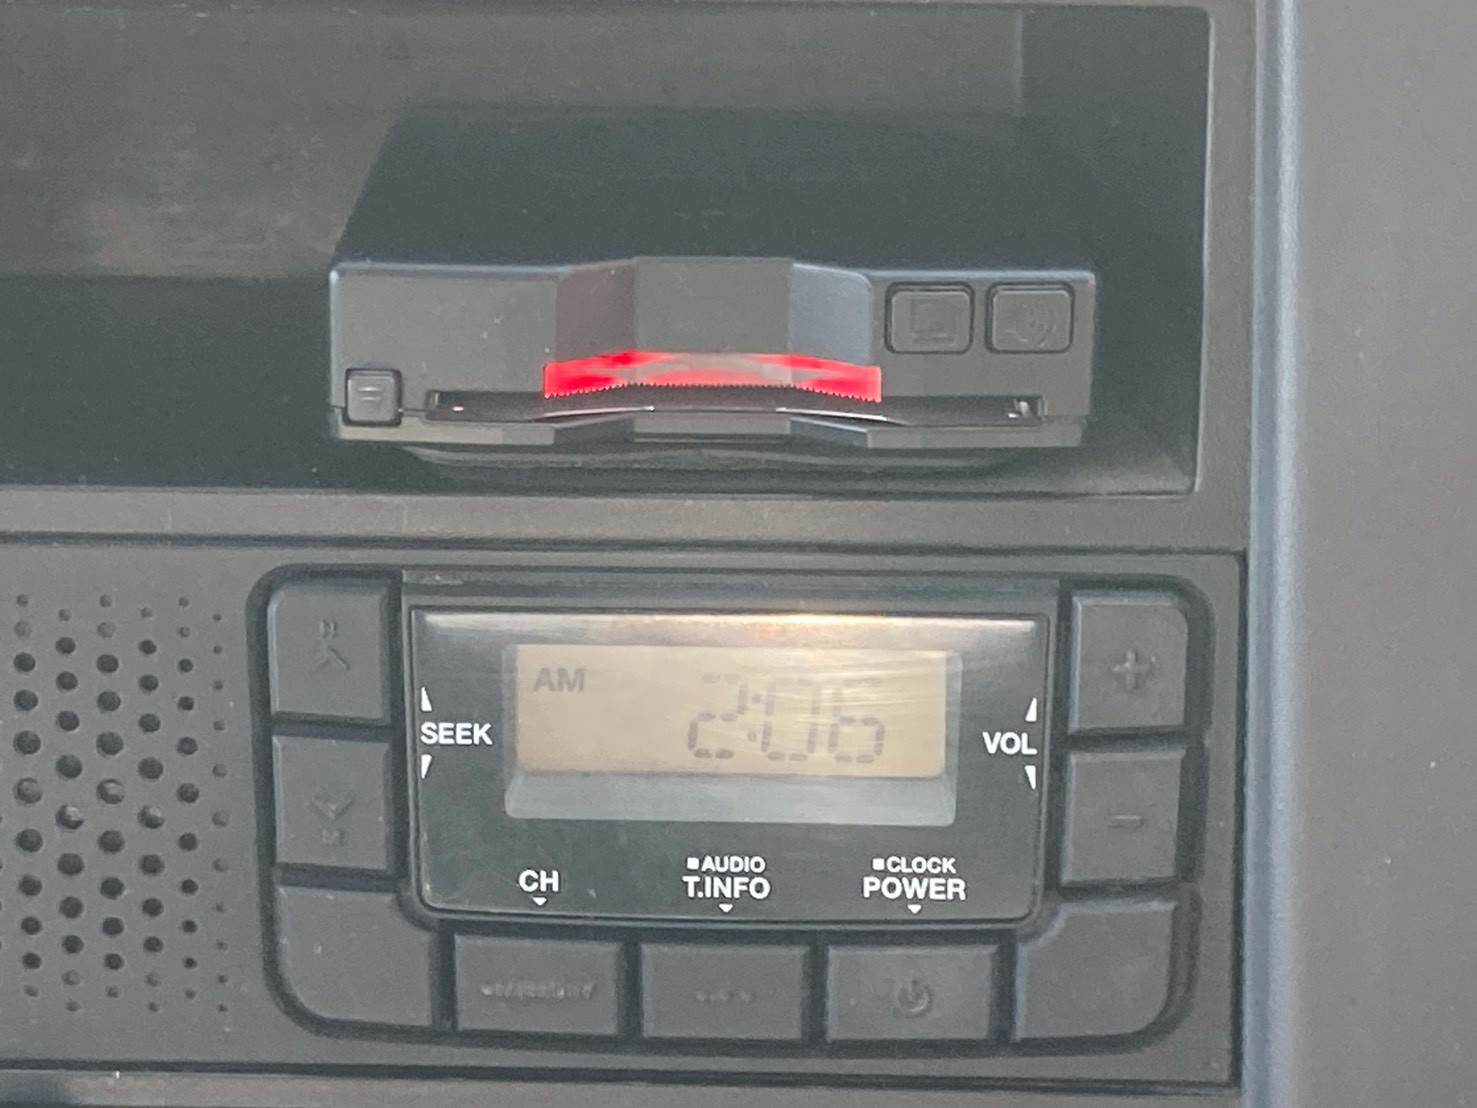 AM
2:06
SEEK
VOL
CH
■AUDIO
T.INFO
■CLOCK
POWER